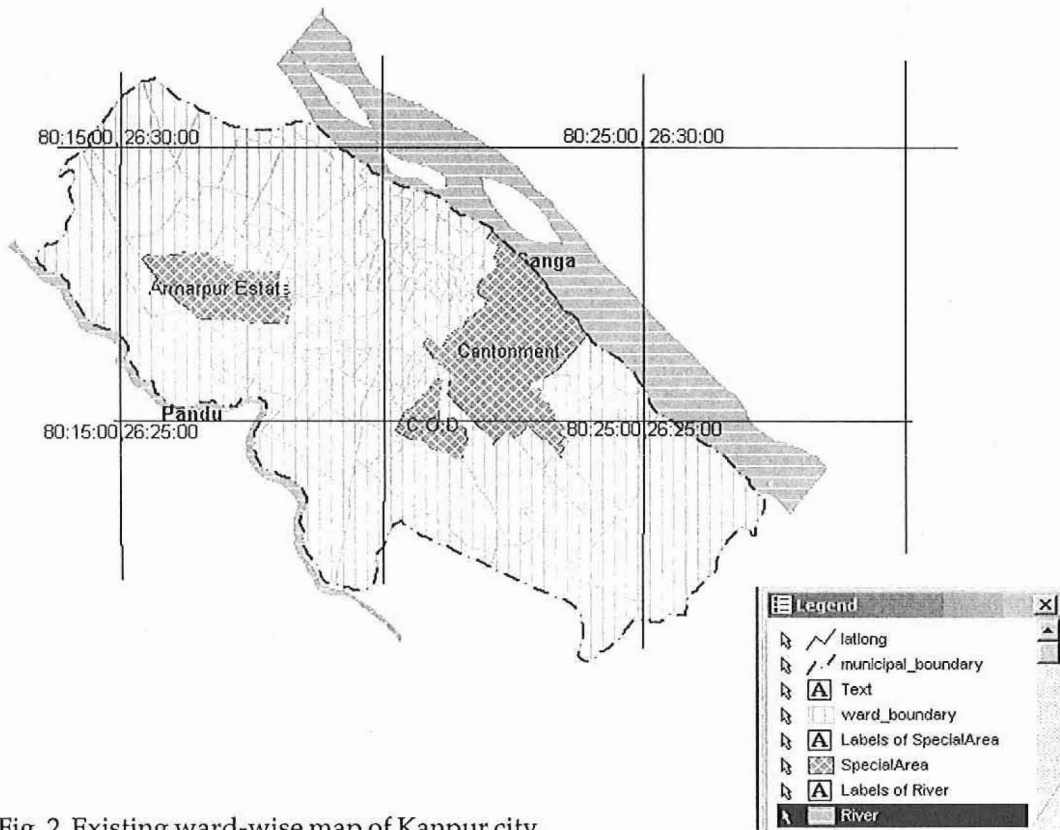 80:15:00, 26:30:00
80:25:00, 26:30:00
Sanga
Armarpur Estate
Cantonment
Pandu
C.O.D
80:15:00, 26:25:00
80:25:00, 26:25:00
Legend
latlong
municipal_boundary
Text
ward_boundary
Labels of SpecialArea
SpecialArea
Labels of River
River
Fig. 2. Existing ward-wise map of Kanpur city